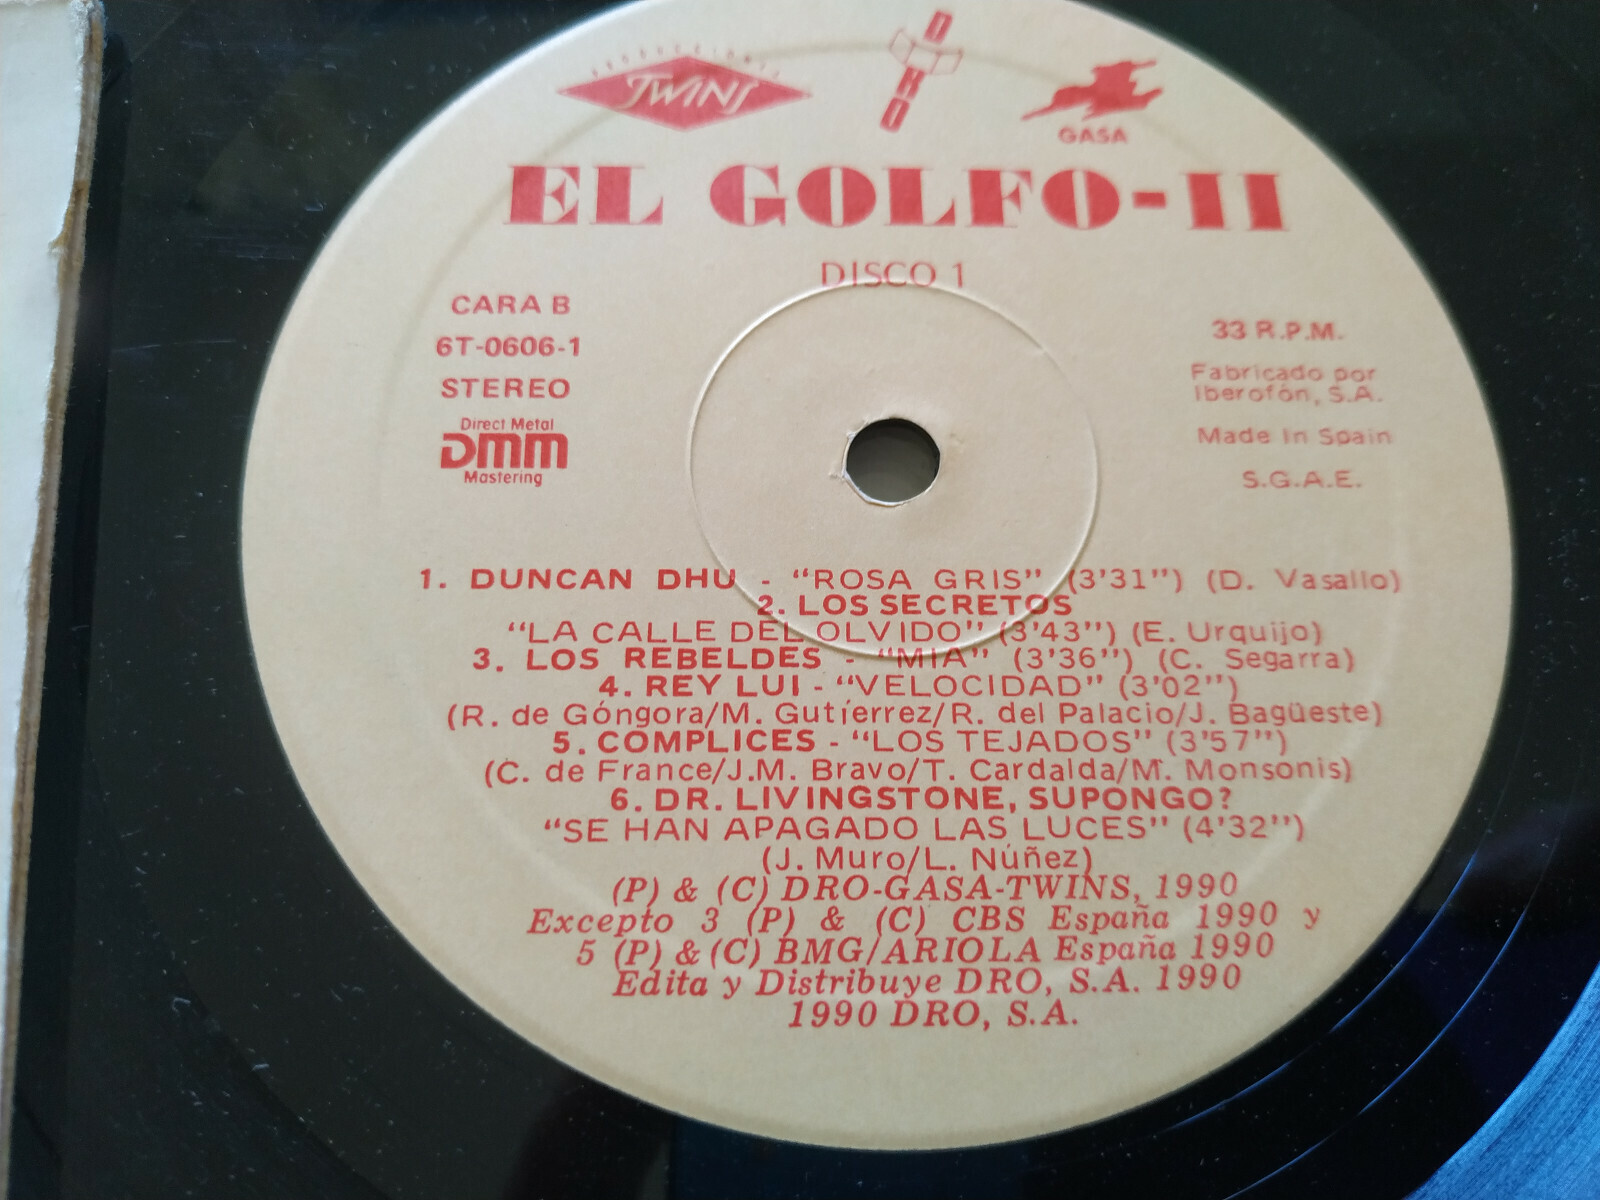 PRODUCCIONES
TWINS
DRO
GASA
EL GOLFO-II
DISCO 1
CARA B
6T-0606-1
STEREO
Direct Metal
DMM
Mastering
33 R.P.M.
Fabricado por
Iberofón, S.A.
Made In Spain
S.G.A.E.
1. DUNCAN DHU - “ROSA GRIS” (3’31”) (D. Vasallo)
2. LOS SECRETOS
“LA CALLE DEL OLVIDO” (3’43”) (E. Urquijo)
3. LOS REBELDES - “MIA” (3’36”) (C. Segarra)
4. REY LUI - “VELOCIDAD” (3’02”)
(R. de Góngora/M. Gutíerrez/R. del Palacio/J. Bagüeste)
5. COMPLICES - “LOS TEJADOS” (3’57”)
(C. de France/J.M. Bravo/T. Cardalda/M. Monsonis)
6. DR. LIVINGSTONE, SUPONGO?
“SE HAN APAGADO LAS LUCES” (4’32”)
(J. Muro/L. Núñez)
(P) & (C) DRO-GASA-TWINS, 1990
Excepto 3 (P) & (C) CBS España 1990 y
5 (P) & (C) BMG/ARIOLA España 1990
Edita y Distribuye DRO, S.A. 1990
1990 DRO, S.A.